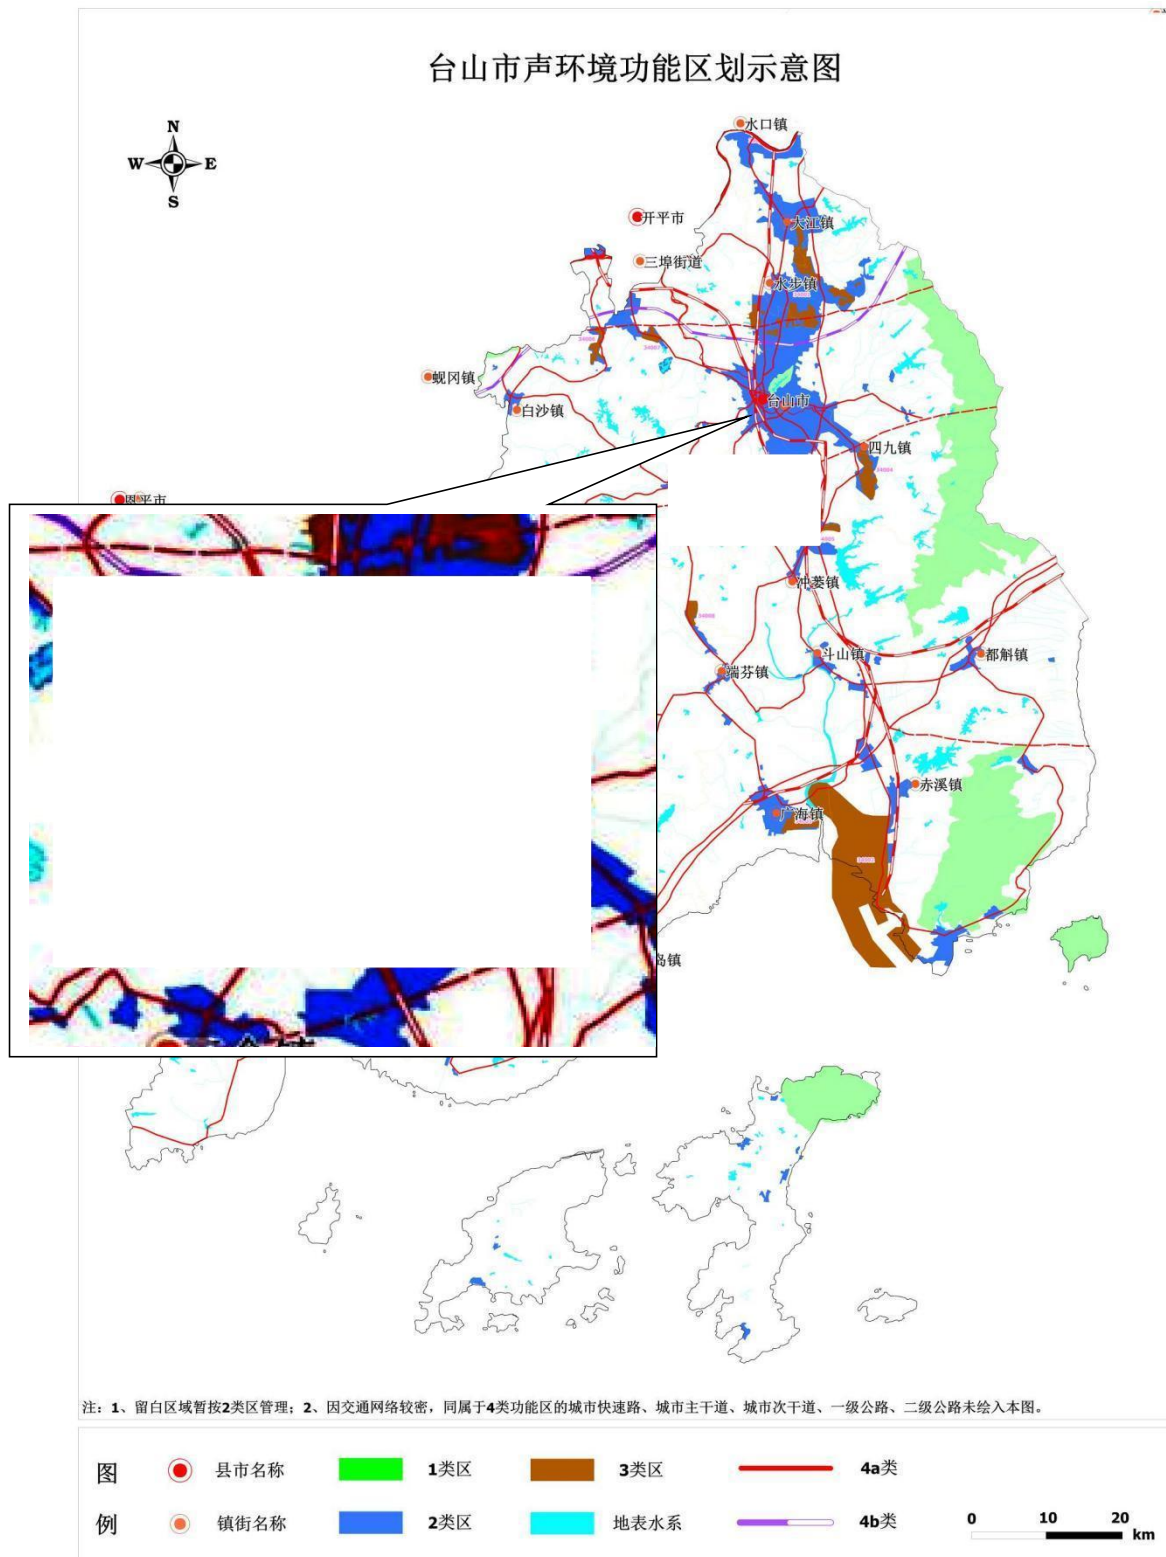 台山市声环境功能区划示意图
N
W E
S
水口镇
开平市
大江镇
三埠街道
水步镇
蚬冈镇
白沙镇
台山市
四九镇
恩平市
冲蒌镇
斗山镇
都斛镇
端芬镇
赤溪镇
广海镇
岛镇
注：1、留白区域暂按2类区管理；2、因交通网络较密，同属于4类功能区的城市快速路、城市主干道、城市次干道、一级公路、二级公路未绘入本图。
图 县市名称 1类区 3类区 4a类
例 镇街名称 2类区 地表水系 4b类
0 10 20
km